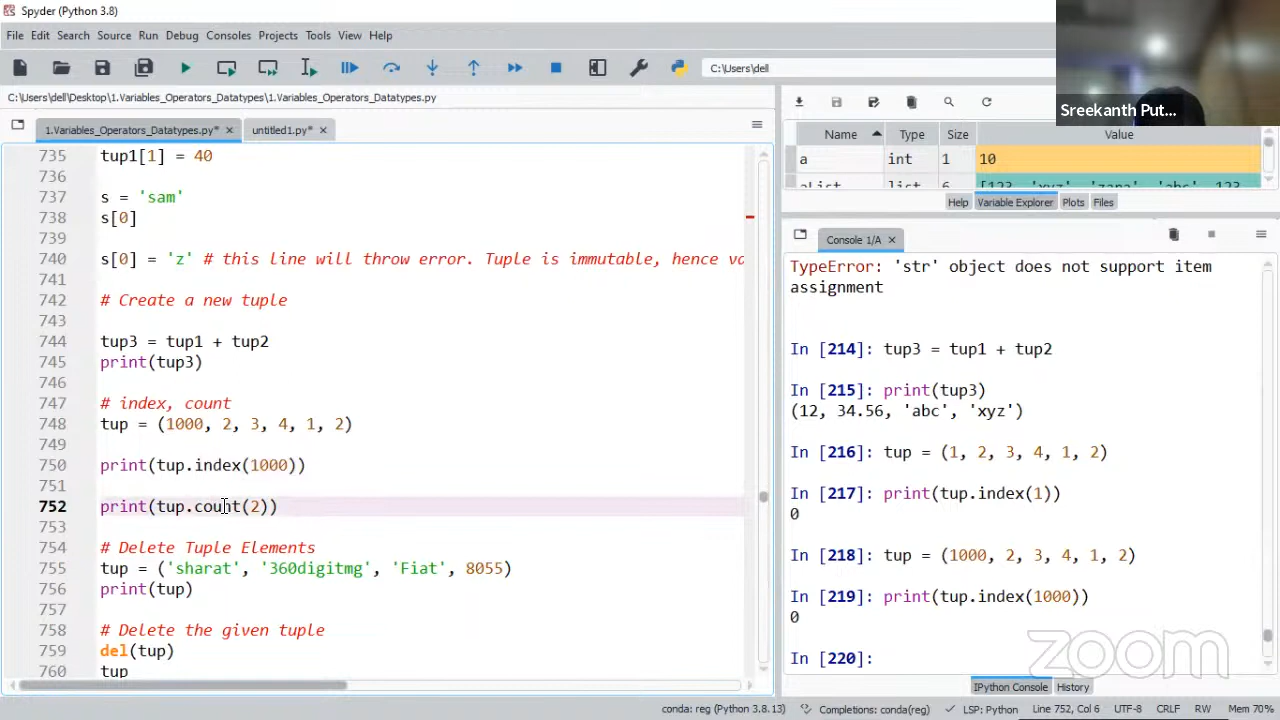 Spyder (Python 3.8)
File Edit Search Source Run Debug Consoles Projects Tools View Help
C:\Users\dell
C:\Users\dell\Desktop\1.Variables_Operators_Datatypes\1.Variables_Operators_Datatypes.py
1.Variables_Operators_Datatypes.py* untitled1.py*
735 tup1[1] = 40
736
737 s = 'sam'
738 s[0]
739
740 s[0] = 'z' # this line will throw error. Tuple is immutable, hence
741
742 # Create a new tuple
743
744 tup3 = tup1 + tup2
745 print(tup3)
746
747 # index, count
748 tup = (1000, 2, 3, 4, 1, 2)
749
750 print(tup.index(1000))
751
752 print(tup.count(2))
753
754 # Delete Tuple Elements
755 tup = ('sharat', '360digitmg', 'Fiat', 8055)
756 print(tup)
757
758 # Delete the given tuple
759 del(tup)
760 tup
Sreekanth Put...
Name Type Size Value
a int 1 10
aList list 6 [123, 'xyz', 'zara', 'abc', 123
Help Variable Explorer Plots Files
Console 1/A
TypeError: 'str' object does not support item
assignment
In [214]: tup3 = tup1 + tup2
In [215]: print(tup3)
(12, 34.56, 'abc', 'xyz')
In [216]: tup = (1, 2, 3, 4, 1, 2)
In [217]: print(tup.index(1))
0
In [218]: tup = (1000, 2, 3, 4, 1, 2)
In [219]: print(tup.index(1000))
0
In [220]:
zoom
IPython Console History
conda: reg (Python 3.8.13) Completions: conda(reg) LSP: Python Line 752, Col 6 UTF-8 CRLF RW Mem 70%